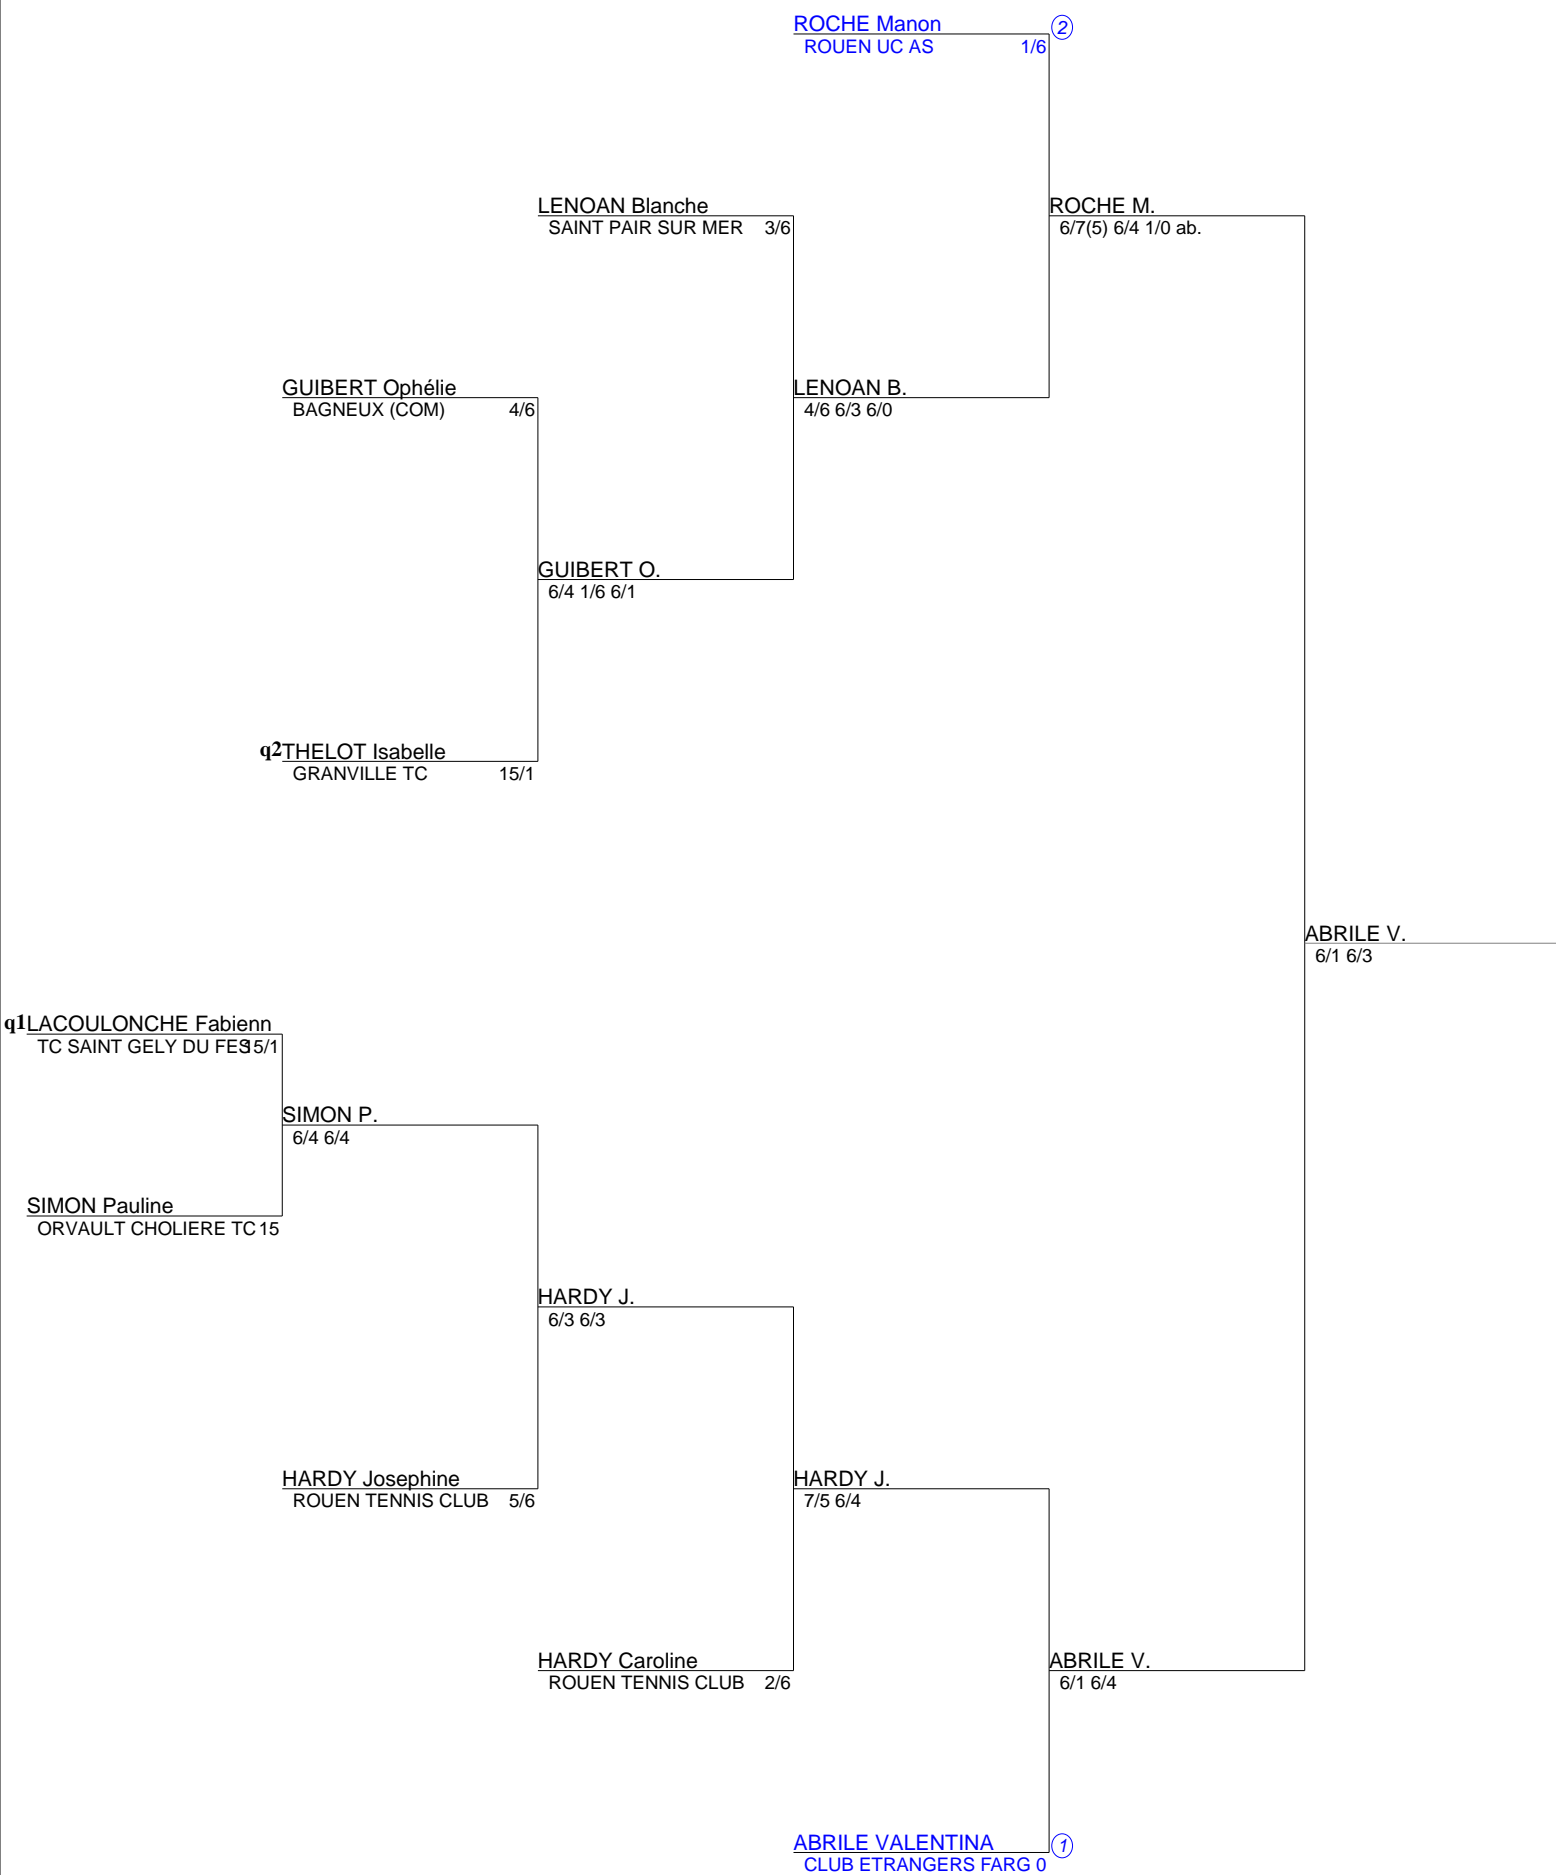 ROCHE Manon 2
ROUEN UC AS 1/6
LENOAN Blanche
SAINT PAIR SUR MER 3/6
ROCHE M.
6/7(5) 6/4 1/0 ab.
GUIBERT Ophélie
BAGNEUX (COM) 4/6
LENOAN B.
4/6 6/3 6/0
GUIBERT O.
6/4 1/6 6/1
q2 THELOT Isabelle
GRANVILLE TC 15/1
ABRILE V.
6/1 6/3
q1 LACOULONCHE Fabienn
TC SAINT GELY DU FES 15/1
SIMON P.
6/4 6/4
SIMON Pauline
ORVAULT CHOLIERE TC 15
HARDY J.
6/3 6/3
HARDY Josephine
ROUEN TENNIS CLUB 5/6
HARDY J.
7/5 6/4
HARDY Caroline
ROUEN TENNIS CLUB 2/6
ABRILE V.
6/1 6/4
ABRILE VALENTINA 1
CLUB ETRANGERS FARG 0